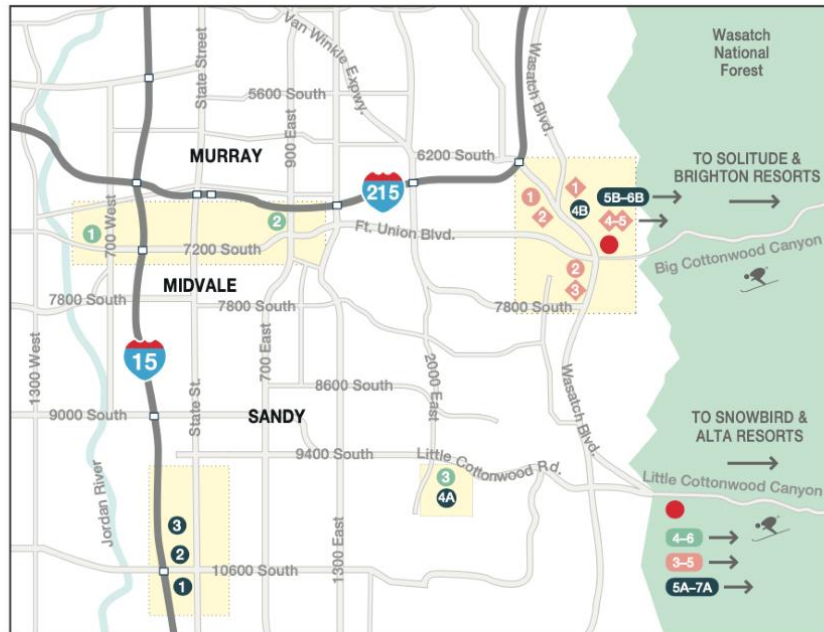 Wasatch
National
Forest
Van Winkle Expwy.
State Street
Wasatch Blvd.
5600 South
900 East
6200 South
MURRAY
TO SOLITUDE &
BRIGHTON RESORTS
215
1
1
5B–6B
700 West
2
4B
4–5
1
2
Ft. Union Blvd.
7200 South
Big Cottonwood Canyon
2
MIDVALE
3
7800 South
7800 South
7800 South
1300 West
15
700 East
2000 East
8600 South
State St.
Wasatch Blvd.
9000 South
SANDY
TO SNOWBIRD &
ALTA RESORTS
9400 South
Little Cottonwood Rd.
Little Cottonwood Canyon
3
4A
Jordan River
1300 East
3
4–6
2
3–5
10600 South
1
5A–7A